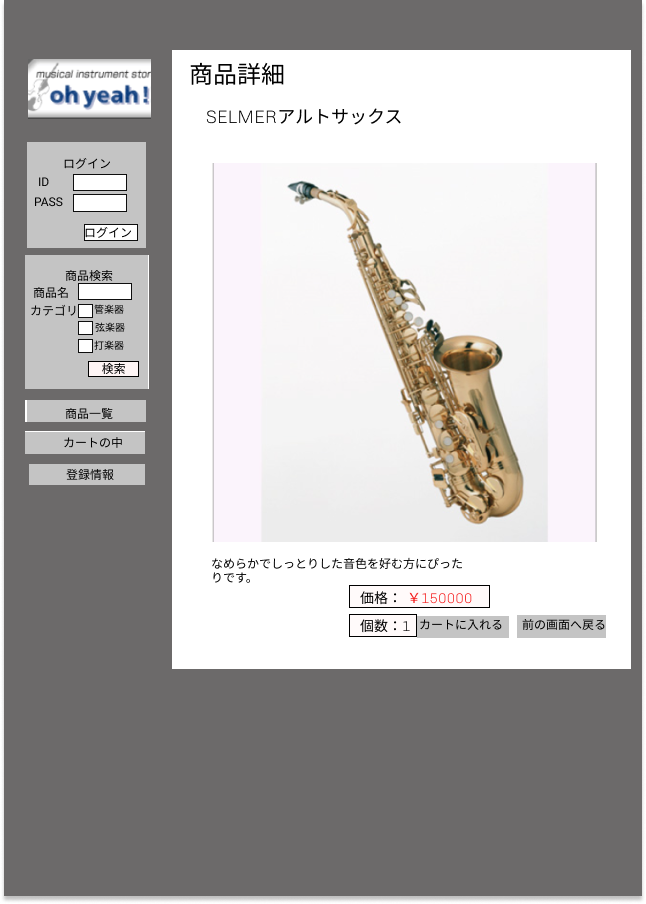 musical instrument stor
oh yeah!
ログイン
ID
PASS
ログイン
商品検索
商品名
カテゴリ
管楽器
弦楽器
打楽器
検索
商品一覧
カートの中
登録情報
商品詳細
SELMERアルトサックス
なめらかでしっとりした音色を好む方にぴった
りです。
価格： ￥150000
個数：1 カートに入れる 前の画面へ戻る